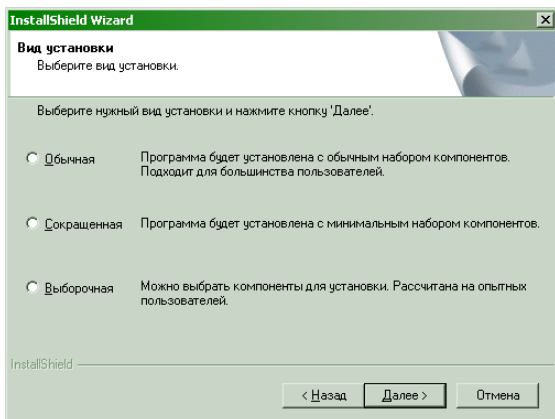 InstallShield Wizard
Вид установки
Выберите вид установки.
Выберите нужный вид установки и нажмите кнопку 'Далее'.
Обычная
Программа будет установлена с обычным набором компонентов.
Подходит для большинства пользователей.
Сокращенная
Программа будет установлена с минимальным набором компонентов.
Выборочная
Можно выбрать компоненты для установки. Рассчитана на опытных
пользователей.
InstallShield
< Назад
Далее >
Отмена